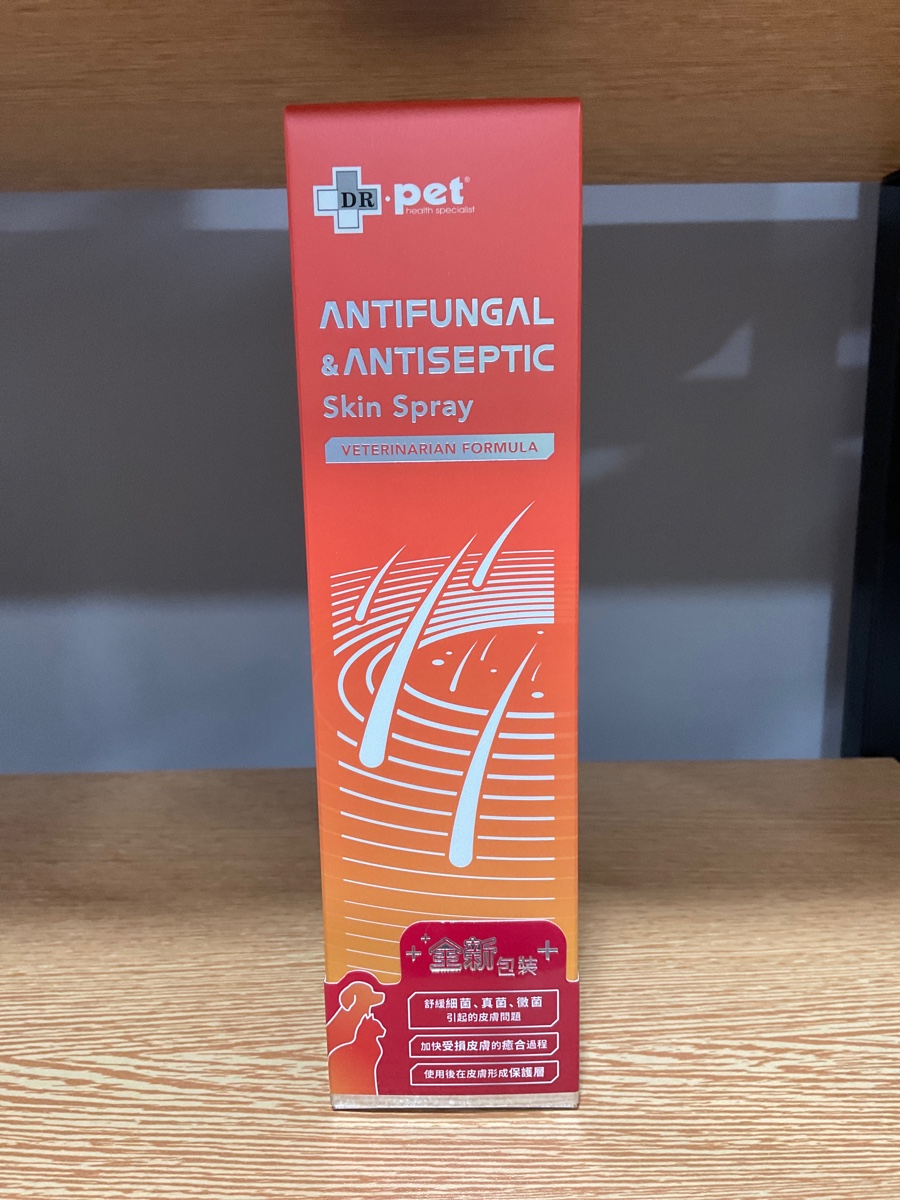 DR·pet®
health specialist
ANTIFUNGAL
&ANTISEPTIC
Skin Spray
VETERINARIAN FORMULA
全新包裝
舒緩細菌、真菌、黴菌
引起的皮膚問題
加快受損皮膚的癒合過程
使用後在皮膚形成保護層